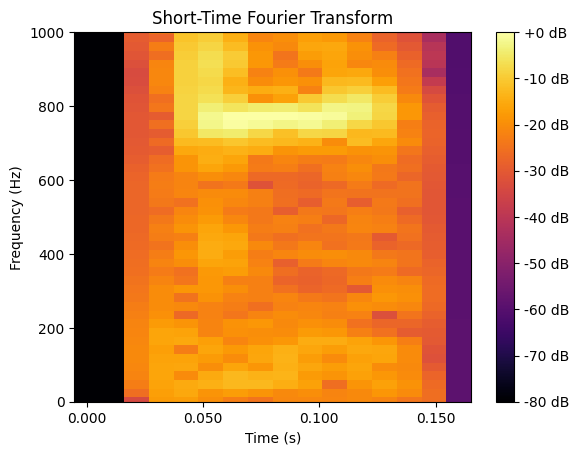 Short-Time Fourier Transform
Frequency (Hz)
1000
800
600
400
200
0
0.000
0.050
0.100
0.150
Time (s)
+0 dB
-10 dB
-20 dB
-30 dB
-40 dB
-50 dB
-60 dB
-70 dB
-80 dB